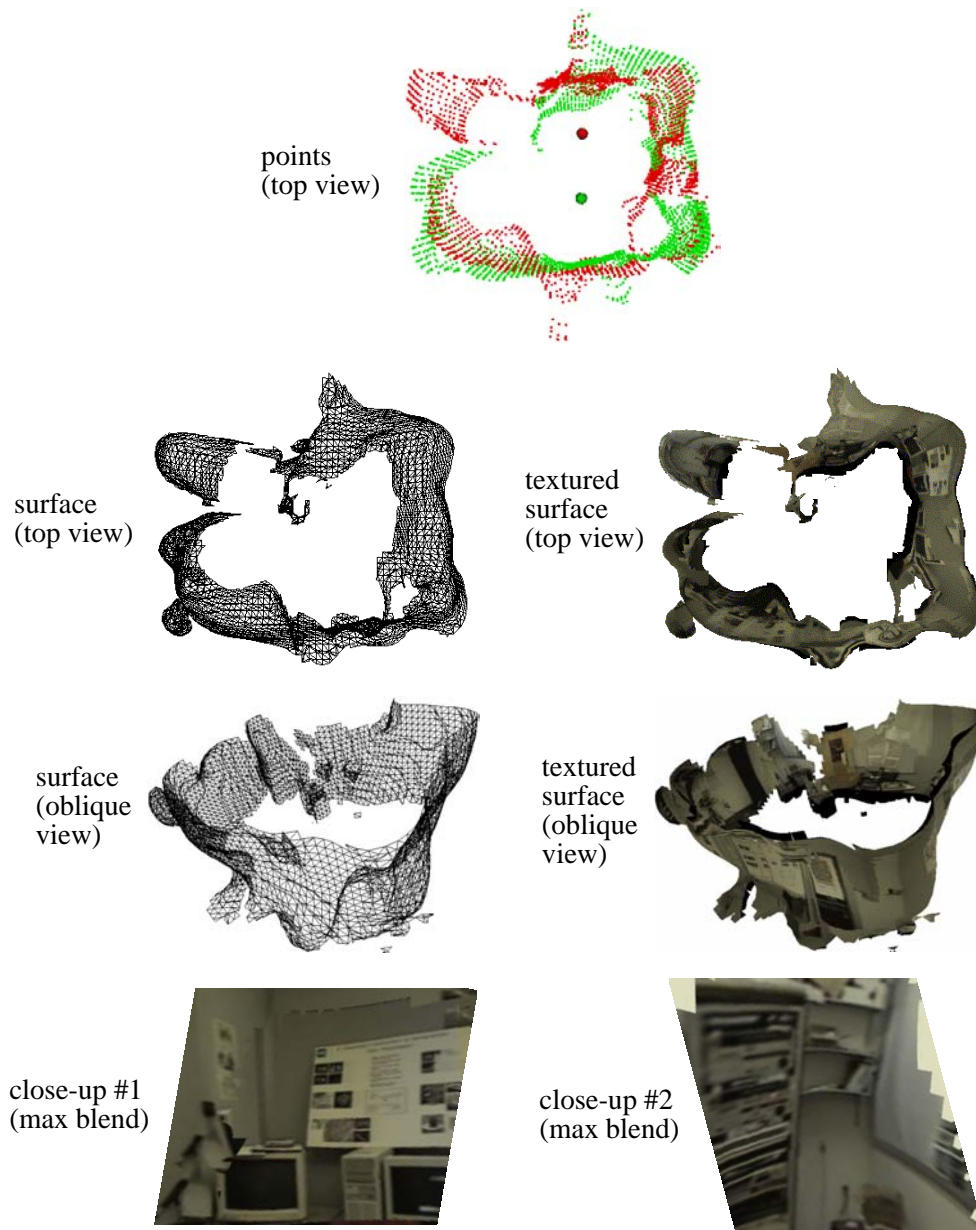 points
(top view)
surface
(top view)
textured
surface
(top view)
surface
(oblique
view)
textured
surface
(oblique
view)
close-up #1
(max blend)
close-up #2
(max blend)